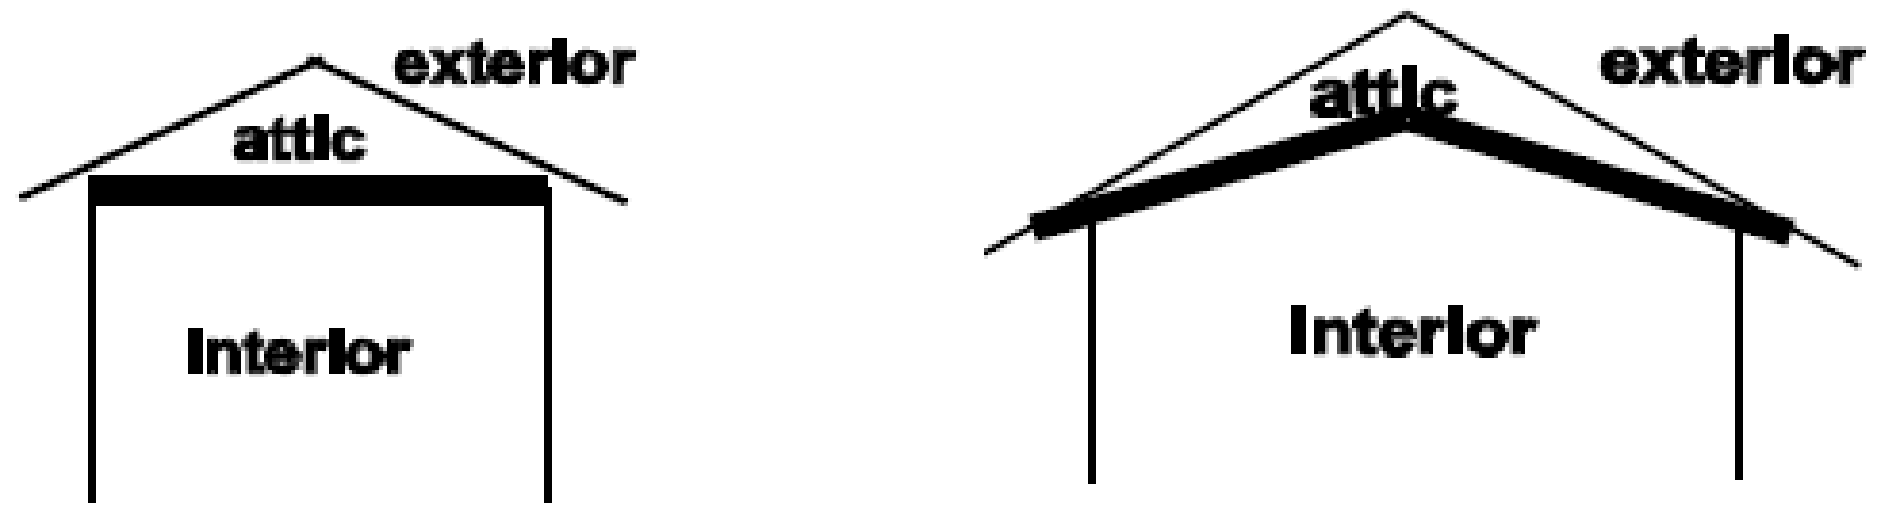 exterior
attic
Interior
exterior
attic
Interior